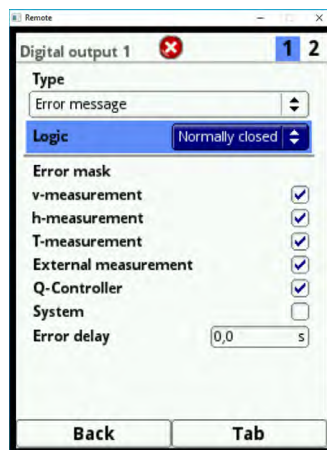 Remote
Digital output 1 1 2
Type
Error message
Logic Normally closed
Error mask
v-measurement
h-measurement
T-measurement
External measurement
Q-Controller
System
Error delay 0,0 s
Back Tab